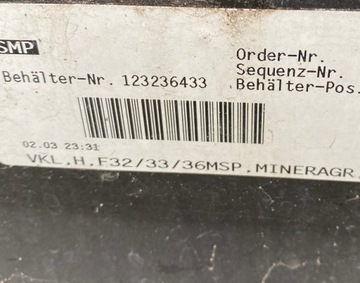 SMP
Order-Nr.
Behälter-Nr. 123236433
Sequenz-Nr.
Behälter-Pos.
02.03 23:31
VKL.H.F32/33/36MSP.MINERAGR.